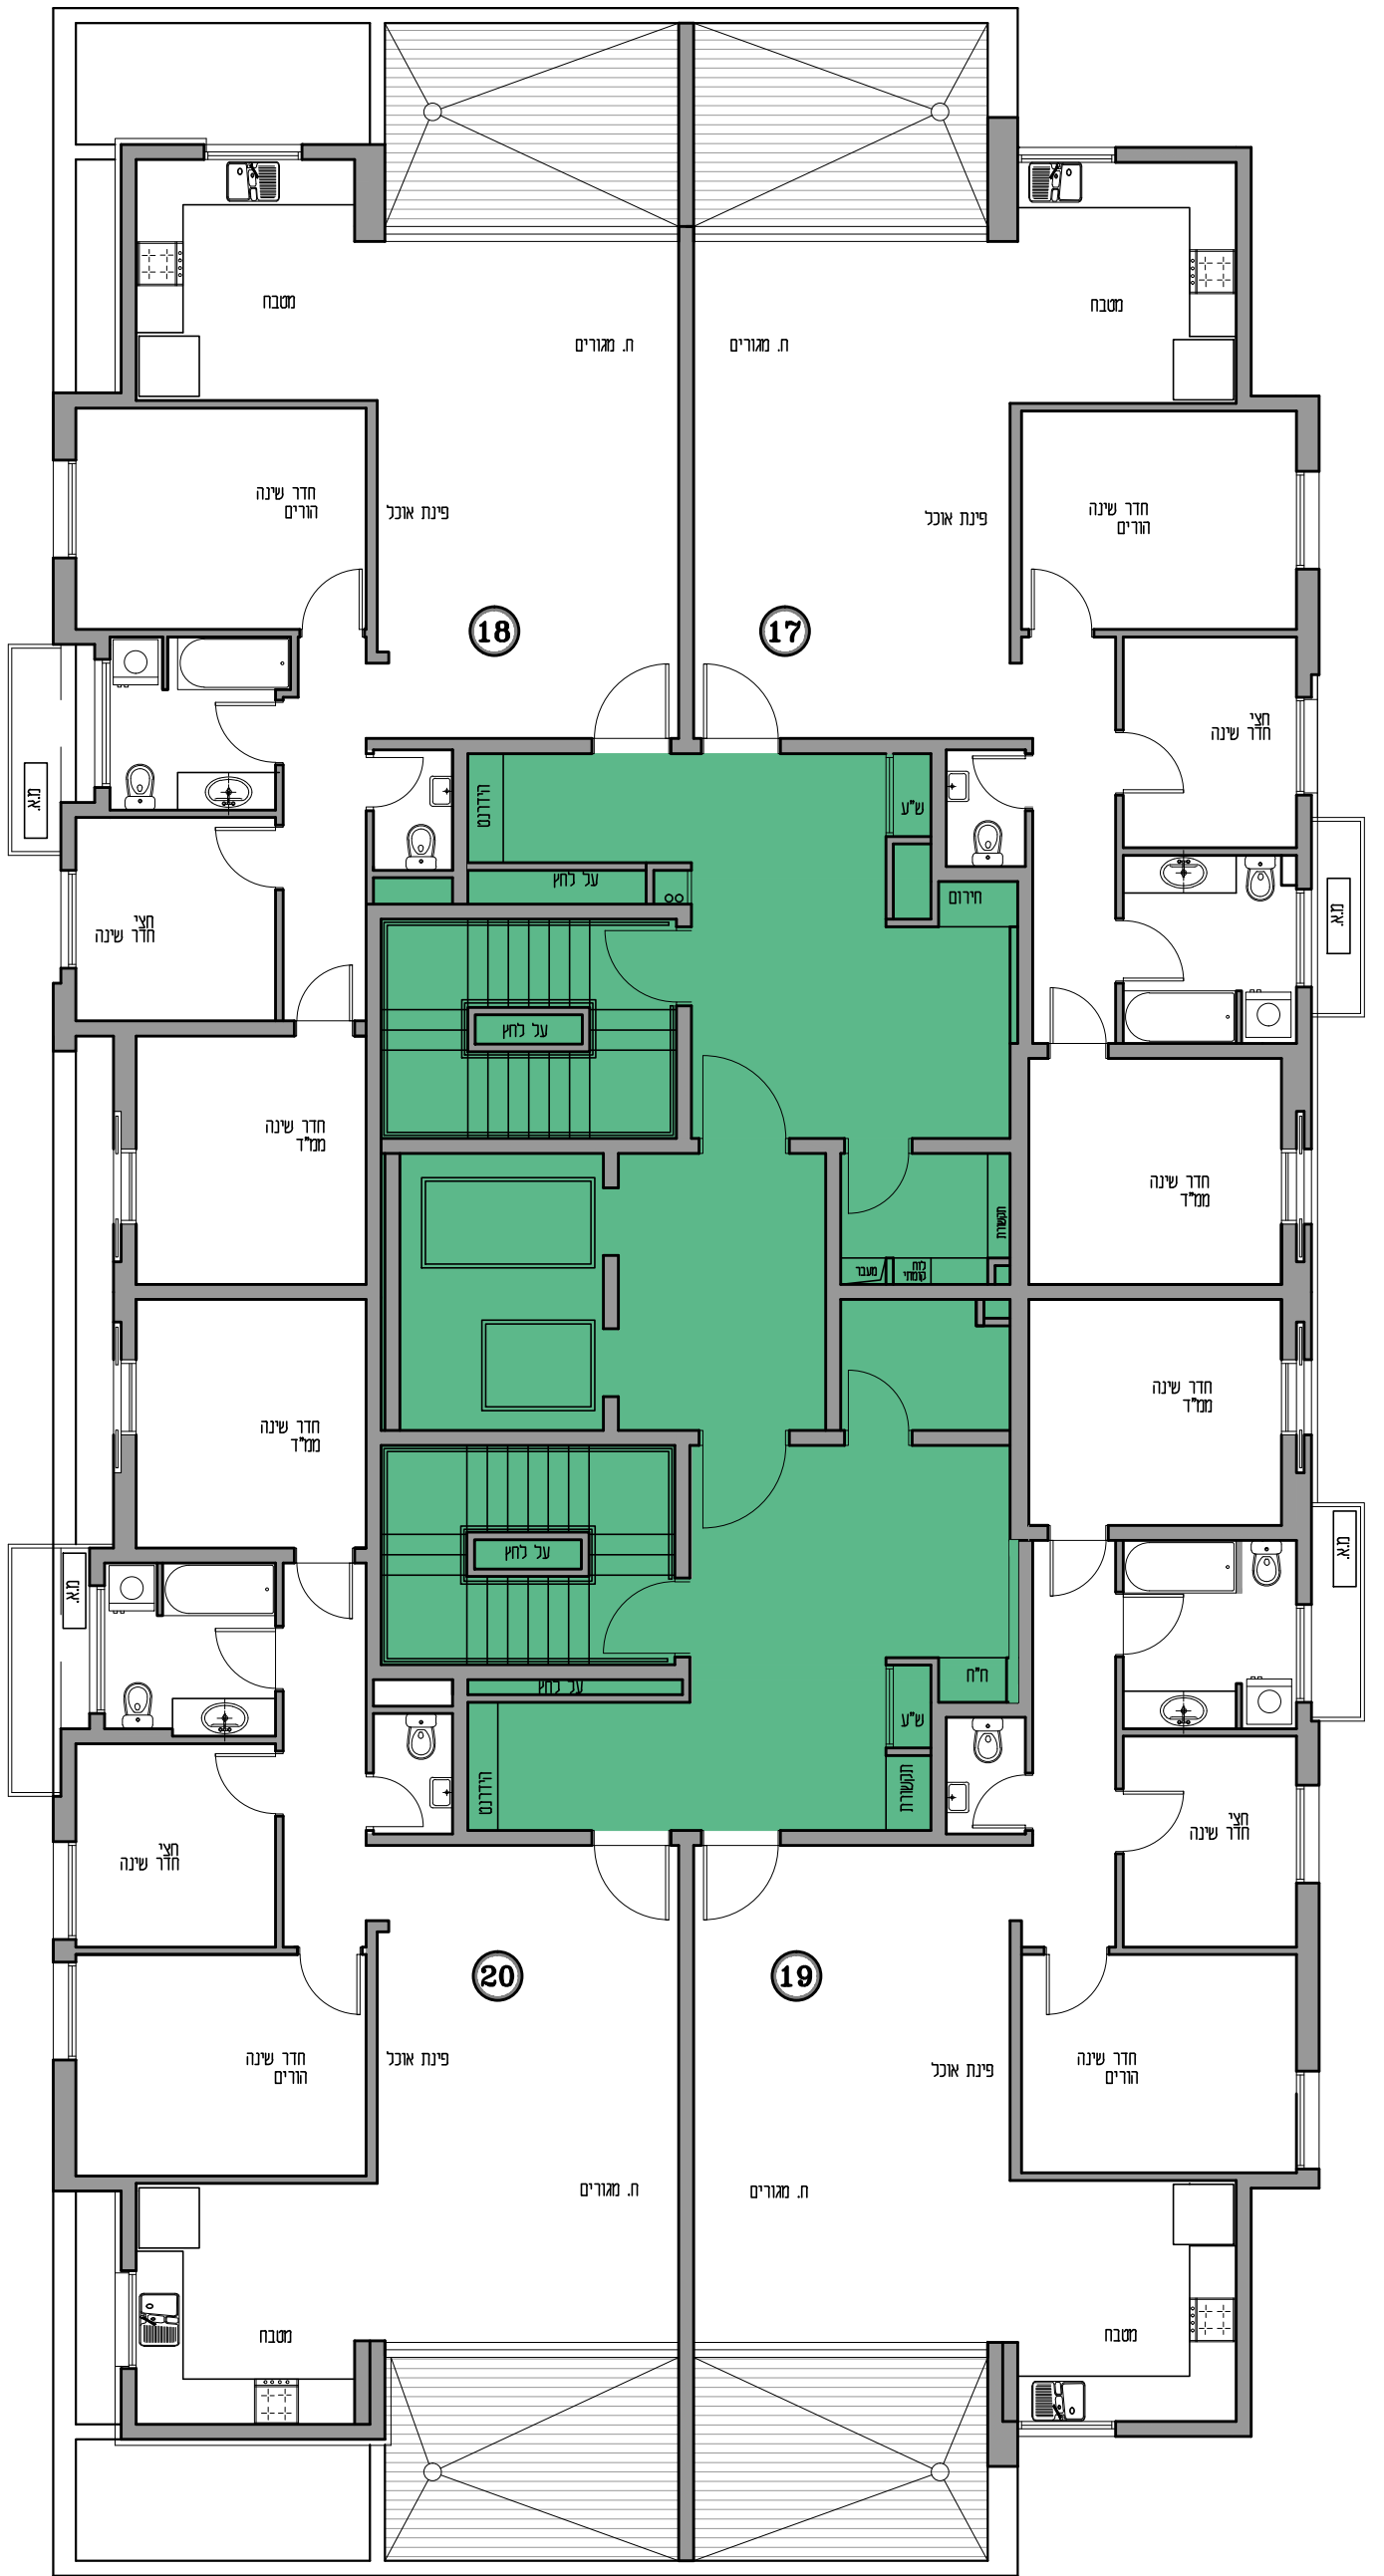 מטבח
מטבח
ח. מגורים
ח. מגורים
חדר שינה
הורים
פינת אוכל
פינת אוכל
חדר שינה
הורים
18
17
חצי
חדר שינה
מ.א.
הידרנט
ש"ע
על לחץ
חירום
מ.א.
חצי
חדר שינה
על לחץ
חדר שינה
ממ"ד
חדר שינה
ממ"ד
תקשורת
מעבר
לוח
קומתי
חדר שינה
ממ"ד
חדר שינה
ממ"ד
על לחץ
מ.א.
מ.א.
ח"ח
על לחץ
ש"ע
הידרנט
תקשורת
חצי
חדר שינה
חצי
חדר שינה
20
19
חדר שינה
הורים
פינת אוכל
פינת אוכל
חדר שינה
הורים
ח. מגורים
ח. מגורים
מטבח
מטבח